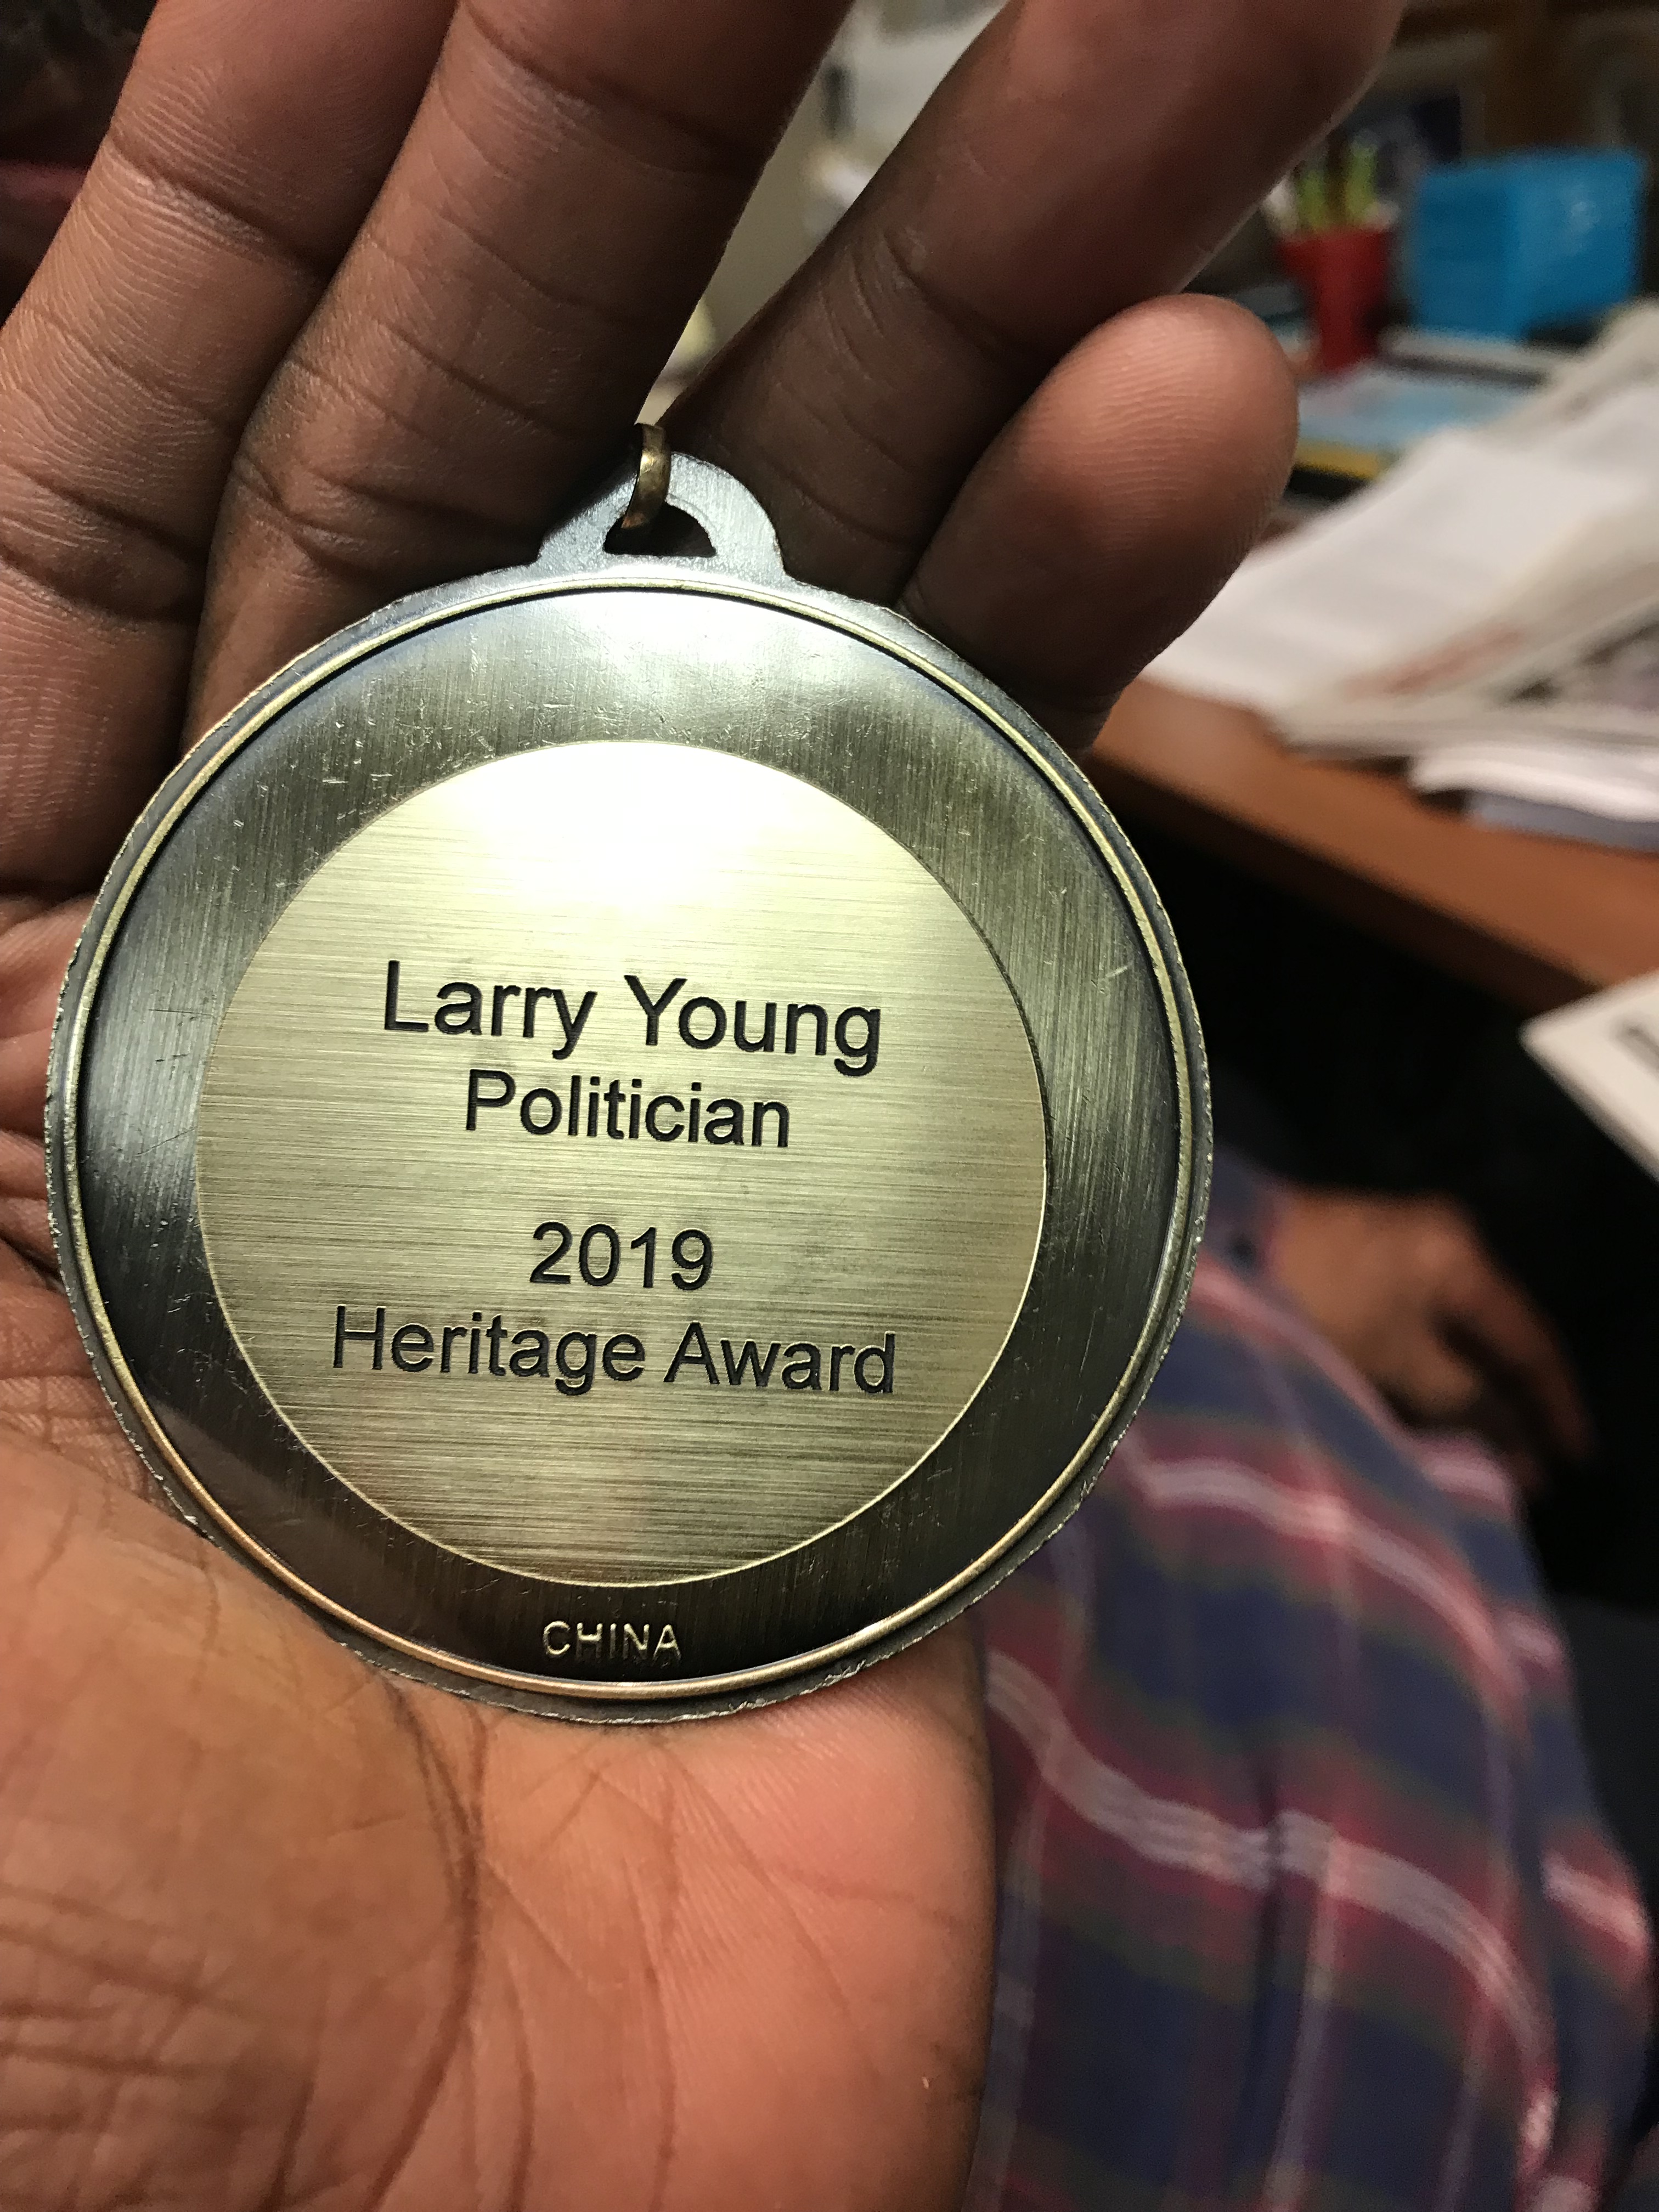 Larry Young
Politician
2019
Heritage Award
CHINA